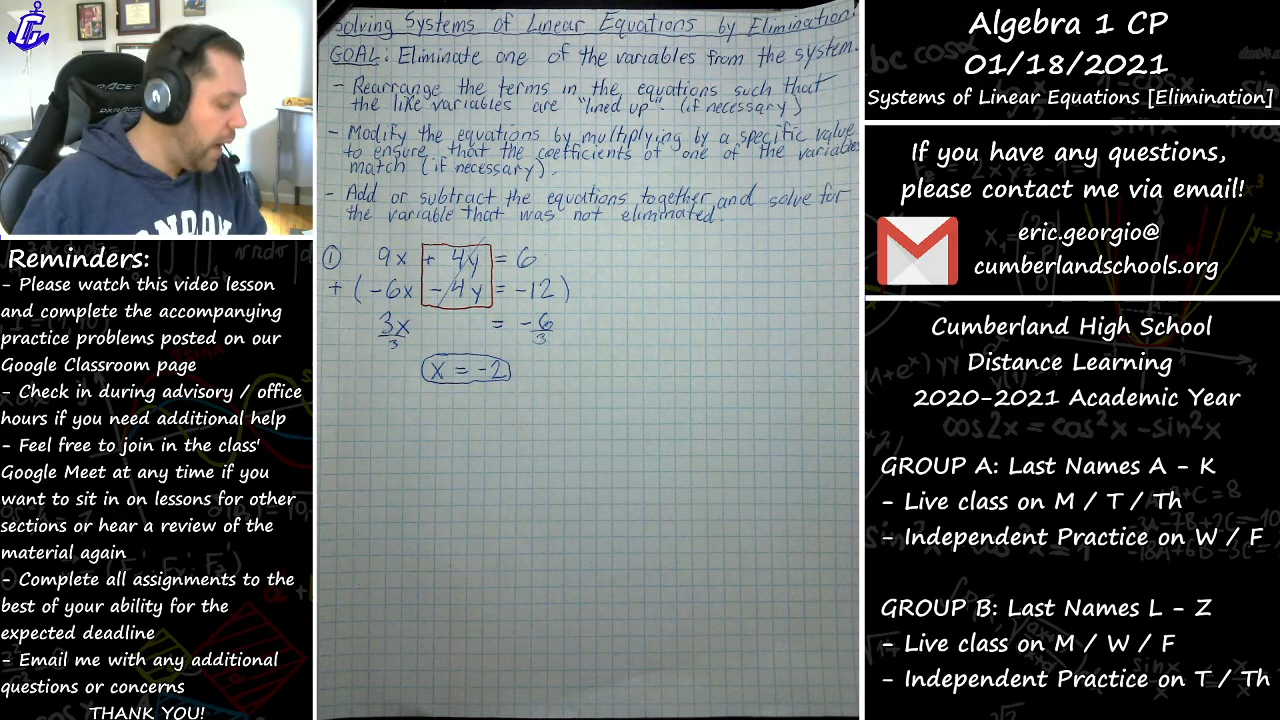 Solving Systems of Linear Equations by Elimination.
GOAL: Eliminate one of the variables from the system.
- Rearrange the terms in the equations such that
the like variables are "lined up". (if necessary)
- Modify the equations by multiplying by a specific value
to ensure that the coefficients of one of the variables
match (if necessary).
- Add or subtract the equations together, and solve for
the variable that was not eliminated.
① 9x + 4y = 6
+ (-6x - 4y = -12)
3x = -6
3 3
x = -2
Reminders:
- Please watch this video lesson
and complete the accompanying
practice problems posted on our
Google Classroom page
- Check in during advisory / office
hours if you need additional help
- Feel free to join in the class'
Google Meet at any time if you
want to sit in on lessons for other
sections or hear a review of the
material again
- Complete all assignments to the
best of your ability for the
expected deadline
- Email me with any additional
questions or concerns
THANK YOU!
Algebra 1 CP
01/18/2021
Systems of Linear Equations [Elimination]
If you have any questions,
please contact me via email!
eric.georgio@
cumberlandschools.org
Cumberland High School
Distance Learning
2020-2021 Academic Year
GROUP A: Last Names A - K
- Live class on M / T / Th
- Independent Practice on W / F
GROUP B: Last Names L - Z
- Live class on M / W / F
- Independent Practice on T / Th